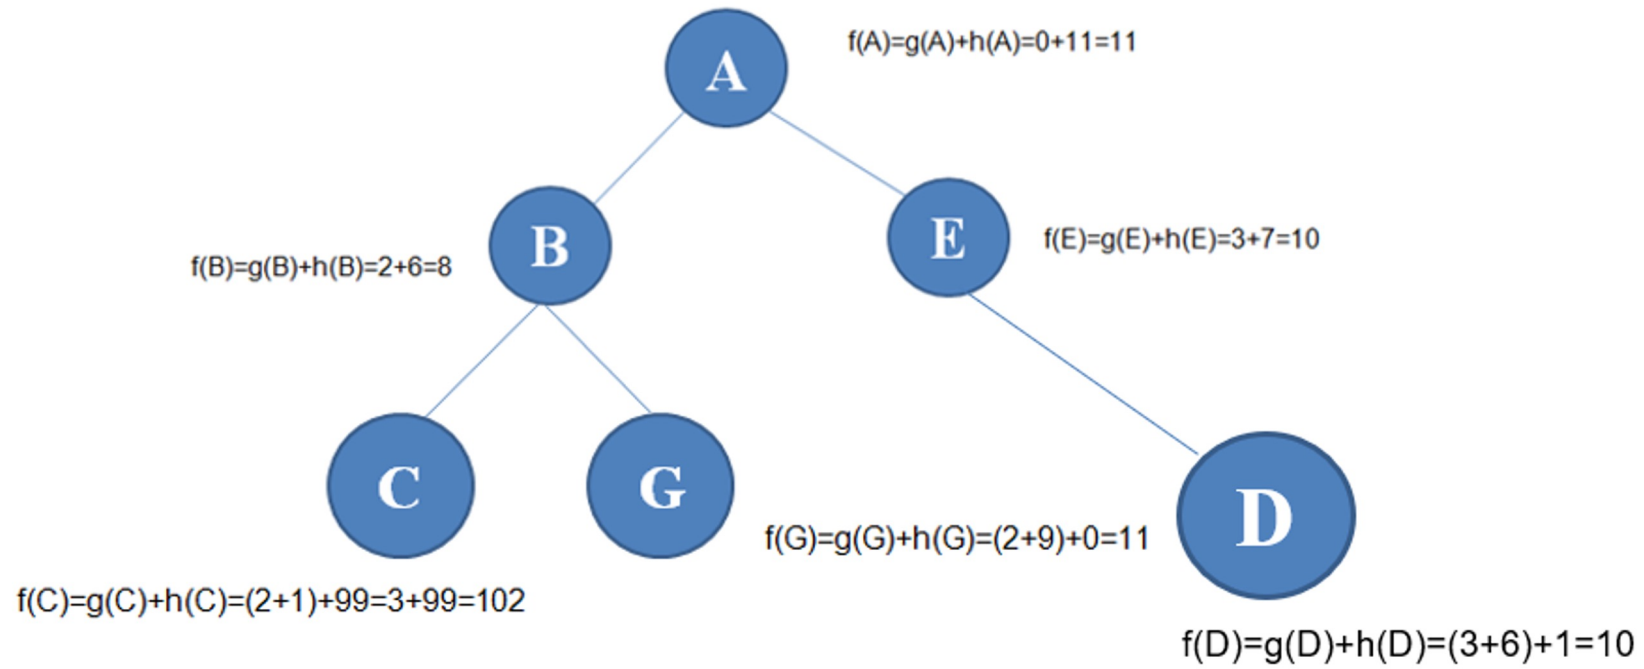 A
f(A)=g(A)+h(A)=0+11=11
B
E
f(E)=g(E)+h(E)=3+7=10
f(B)=g(B)+h(B)=2+6=8
C
G
D
f(G)=g(G)+h(G)=(2+9)+0=11
f(C)=g(C)+h(C)=(2+1)+99=3+99=102
f(D)=g(D)+h(D)=(3+6)+1=10